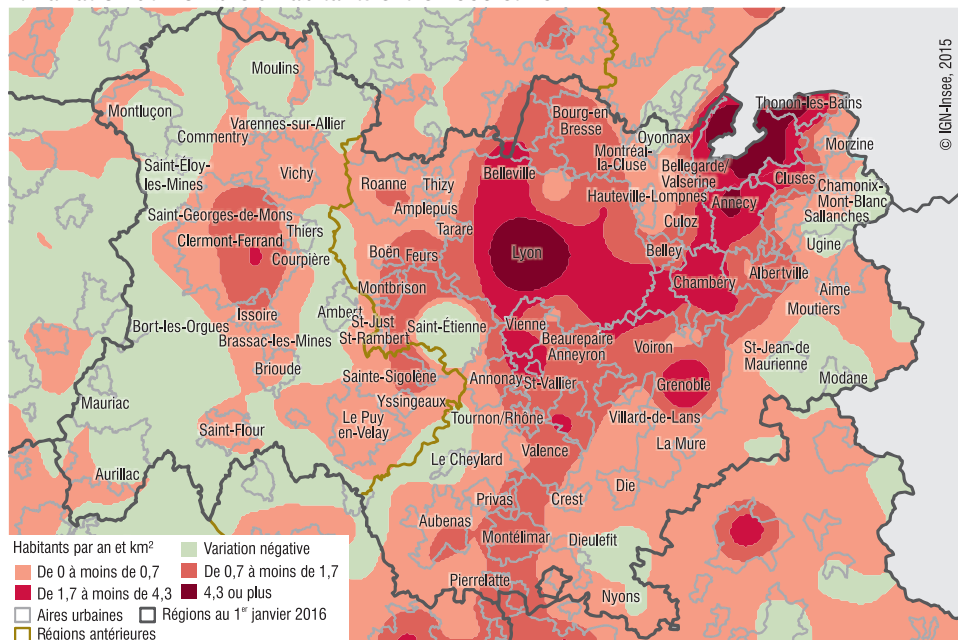 © IGN-Insee, 2015
Moulins
Montluçon
Thonon-les-Bains
Bourg-en
Bresse
Varennes-sur-Allier
Commentry
Oyonnax
Morzine
Montréal-
la-Cluse
Saint-Éloy-
les-Mines
Vichy
Belleville
Bellegarde/
Valserine
Cluses
Roanne
Thizy
Chamonix-
Mont-Blanc
Hauteville-Lompnes
Annecy
Amplepuis
Sallanches
Saint-Georges-de-Mons
Culoz
Tarare
Thiers
Clermont-Ferrand
Ugine
Boën
Feurs
Lyon
Belley
Courpière
Albertville
Chambéry
Montbrison
Aime
Moutiers
Issoire
Ambert
St-Just
St-Rambert
Saint-Étienne
Vienne
Bort-les-Orgues
Brassac-les-Mines
Beaurepaire
Anneyron
Voiron
St-Jean-de
Maurienne
Brioude
Sainte-Sigolène
Annonay
St-Vallier
Grenoble
Modane
Mauriac
Yssingeaux
Le Puy
en-Velay
Tournon/Rhône
Villard-de-Lans
Saint-Flour
La Mure
Valence
Le Cheylard
Aurillac
Die
Privas
Crest
Aubenas
Montélimar
Dieulefit
Pierrelatte
Nyons
Habitants par an et km²
Variation négative
De 0 à moins de 0,7
De 0,7 à moins de 1,7
De 1,7 à moins de 4,3
4,3 ou plus
Aires urbaines
Régions au 1er janvier 2016
Régions antérieures